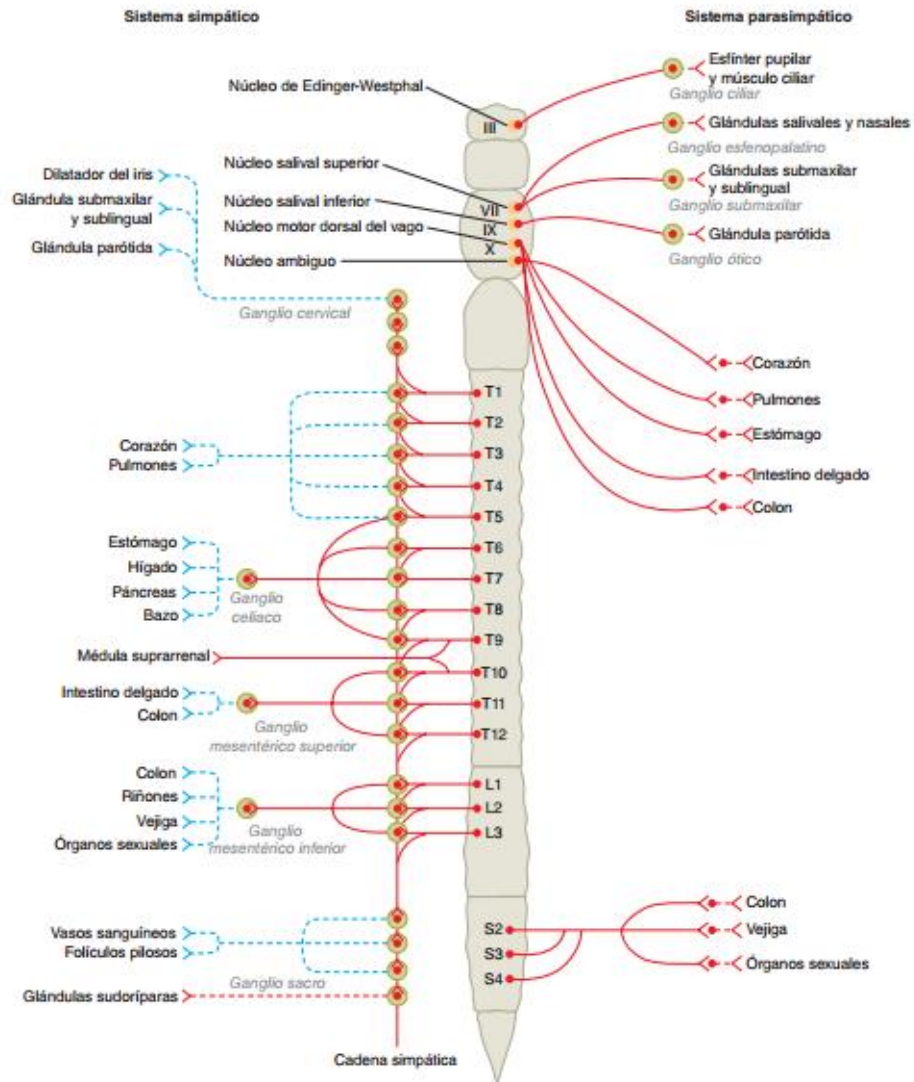 Sistema simpático
Sistema parasimpático
Núcleo de Edinger-Westphal
III
Esfínter pupilar
y músculo ciliar
Ganglio ciliar
Glándulas salivales y nasales
Ganglio esfenopalatino
Dilatador del iris
Glándula submaxilar
y sublingual
Glándula parótida
Núcleo salival superior
Núcleo salival inferior
Núcleo motor dorsal del vago
Núcleo ambiguo
VII
IX
X
Glándulas submaxilar
y sublingual
Ganglio submaxilar
Glándula parótida
Ganglio ótico
Ganglio cervical
Corazón
Pulmones
Estómago
Intestino delgado
Colon
T1
T2
T3
T4
T5
T6
T7
T8
T9
T10
T11
T12
L1
L2
L3
Corazón
Pulmones
Estómago
Hígado
Páncreas
Bazo
Ganglio
celiaco
Médula suprarrenal
Intestino delgado
Colon
Ganglio
mesentérico superior
Colon
Riñones
Vejiga
Órganos sexuales
Ganglio
mesentérico inferior
Vasos sanguíneos
Folículos pilosos
Ganglio sacro
Glándulas sudoríparas
S2
S3
S4
Colon
Vejiga
Órganos sexuales
Cadena simpática